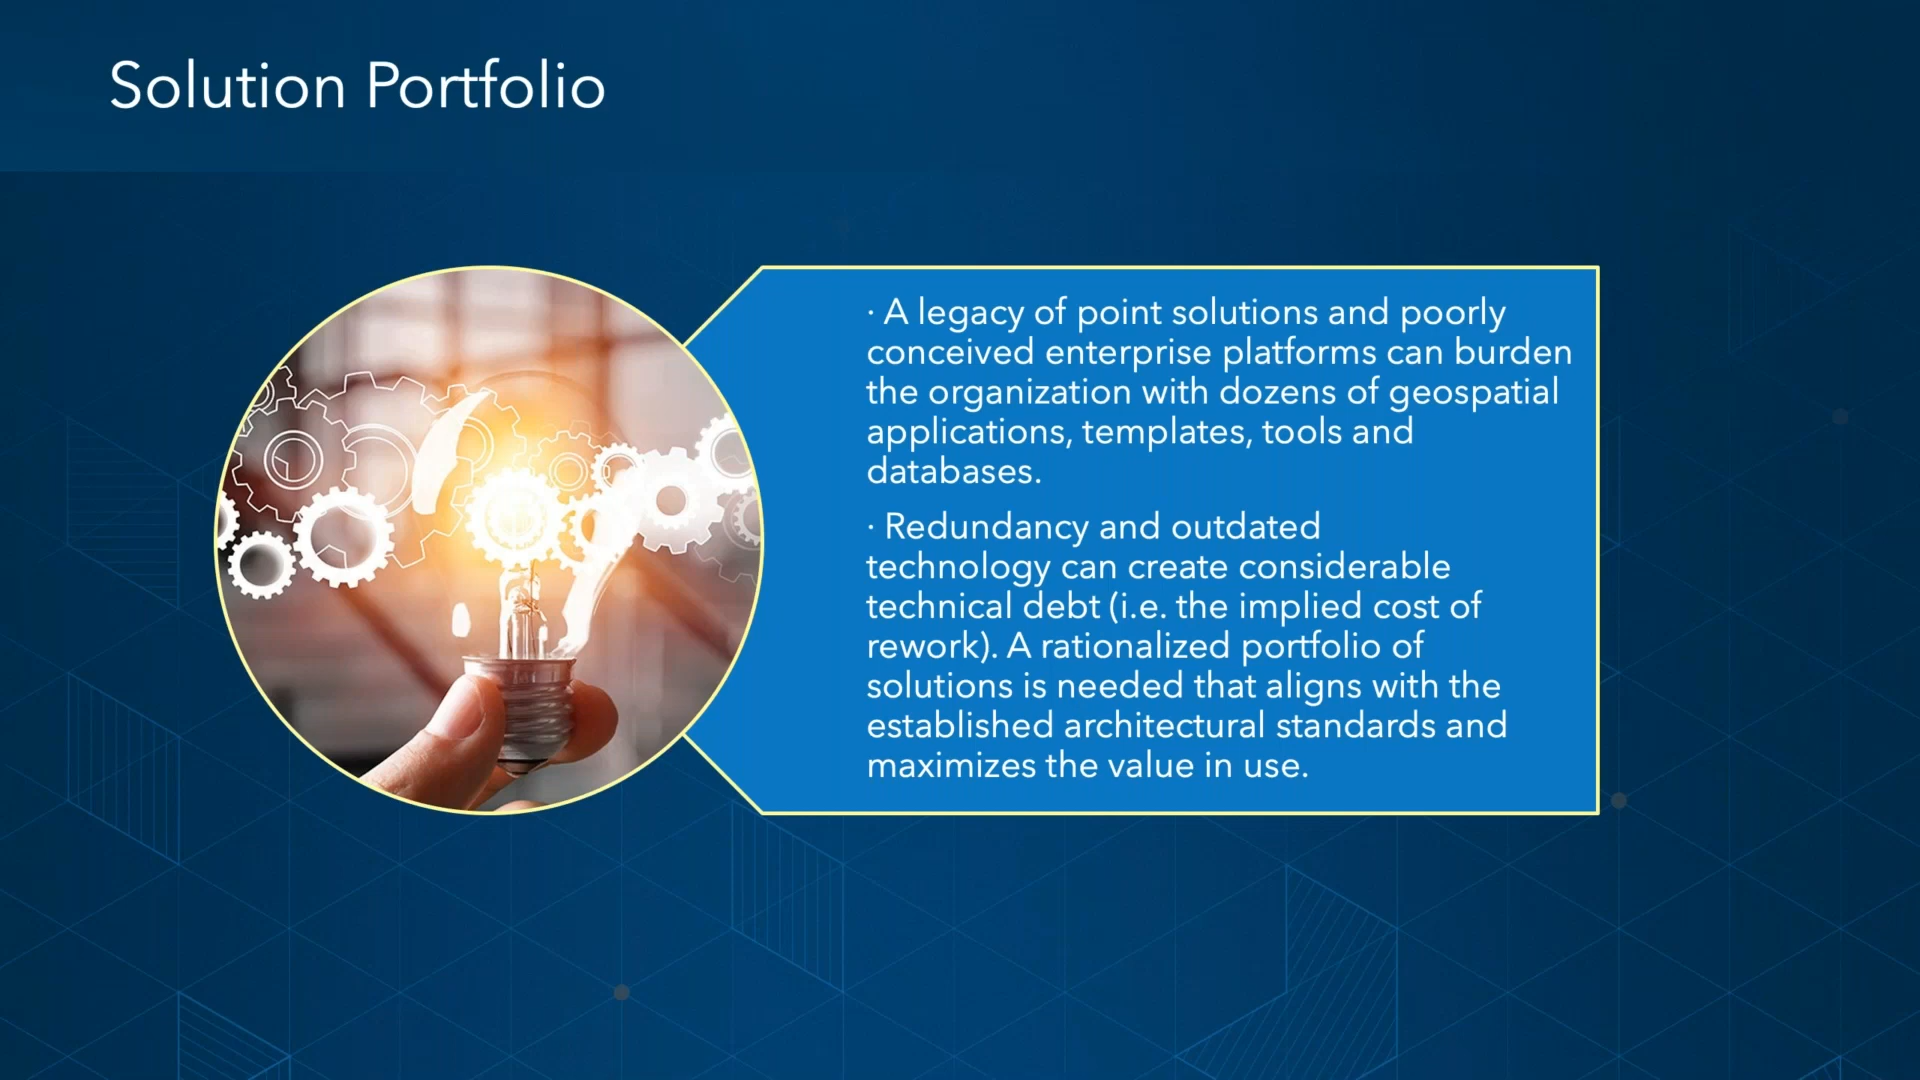 Solution Portfolio
· A legacy of point solutions and poorly
conceived enterprise platforms can burden
the organization with dozens of geospatial
applications, templates, tools and
databases.
· Redundancy and outdated
technology can create considerable
technical debt (i.e. the implied cost of
rework). A rationalized portfolio of
solutions is needed that aligns with the
established architectural standards and
maximizes the value in use.